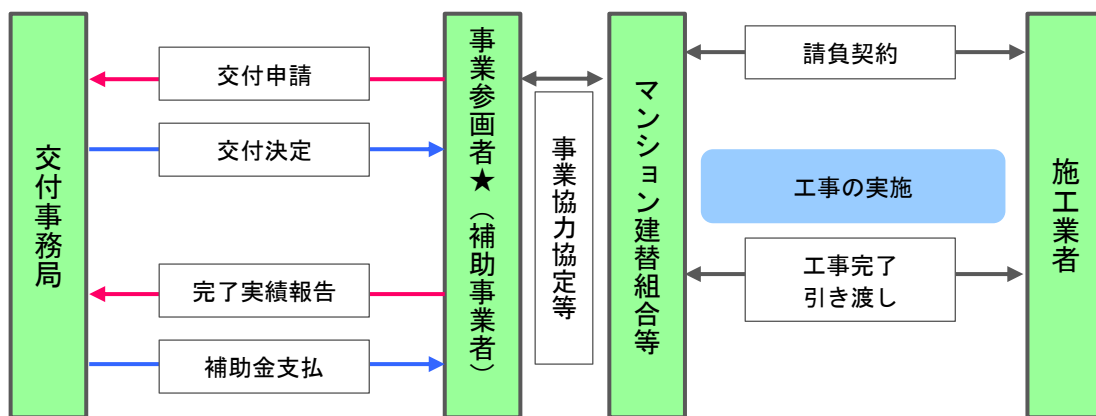 交付事務局
交付申請
交付決定
完了実績報告
補助金支払
事業参画者★（補助事業者）
事業協力協定等
マンション建替組合等
請負契約
工事の実施
工事完了
引き渡し
施工業者